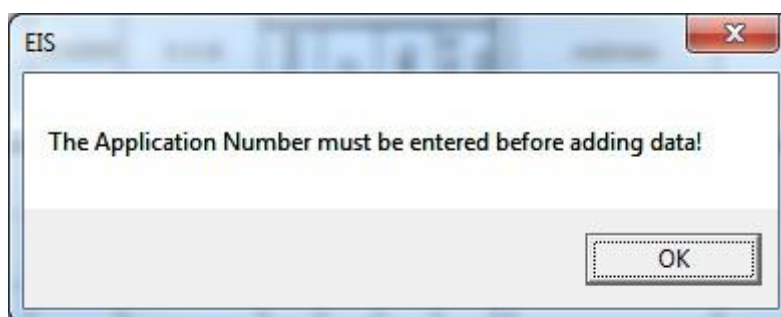 EIS
The Application Number must be entered before adding data!
OK